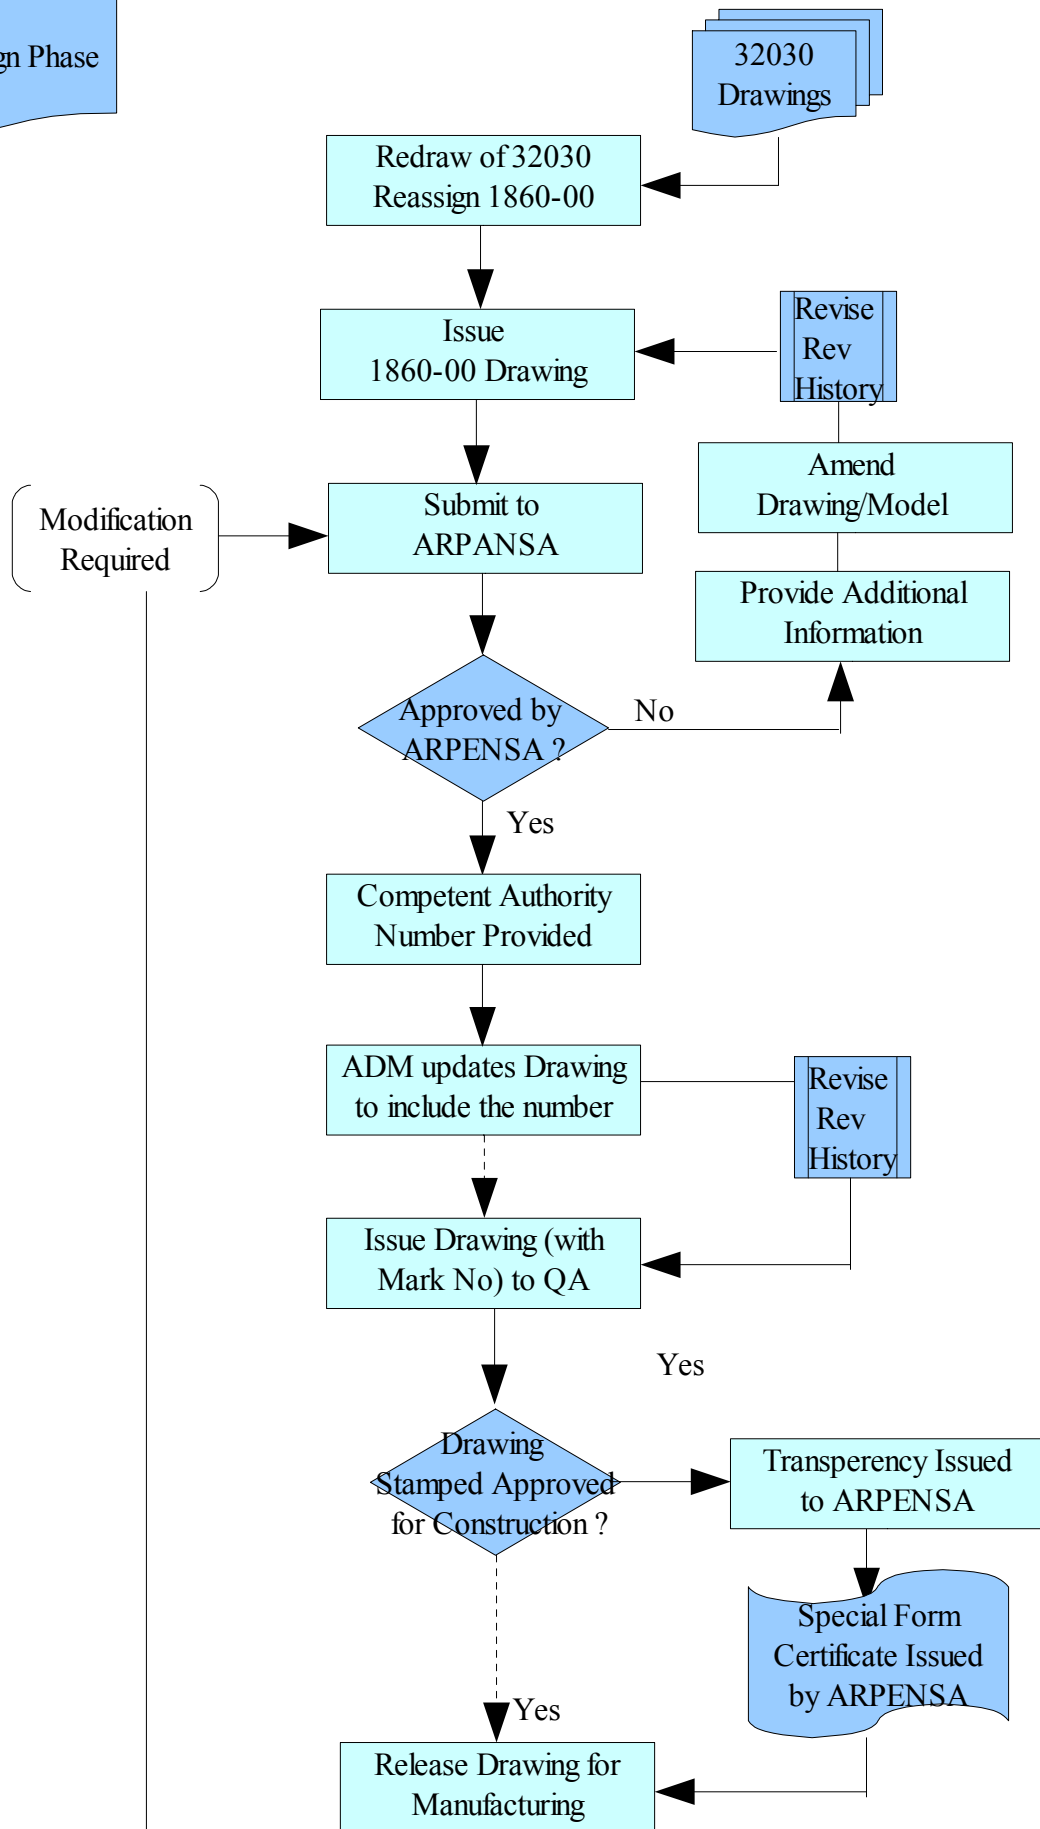 gn Phase
32030
Drawings
Redraw of 32030
Reassign 1860-00
Issue
1860-00 Drawing
Revise
Rev
History
Amend
Drawing/Model
Modification
Required
Submit to
ARPANSA
Provide Additional
Information
Approved by
ARPENSA ?
No
Yes
Competent Authority
Number Provided
ADM updates Drawing
to include the number
Revise
Rev
History
Issue Drawing (with
Mark No) to QA
Yes
Drawing
Stamped Approved
for Construction ?
Transperency Issued
to ARPENSA
Special Form
Certificate Issued
by ARPENSA
Yes
Release Drawing for
Manufacturing